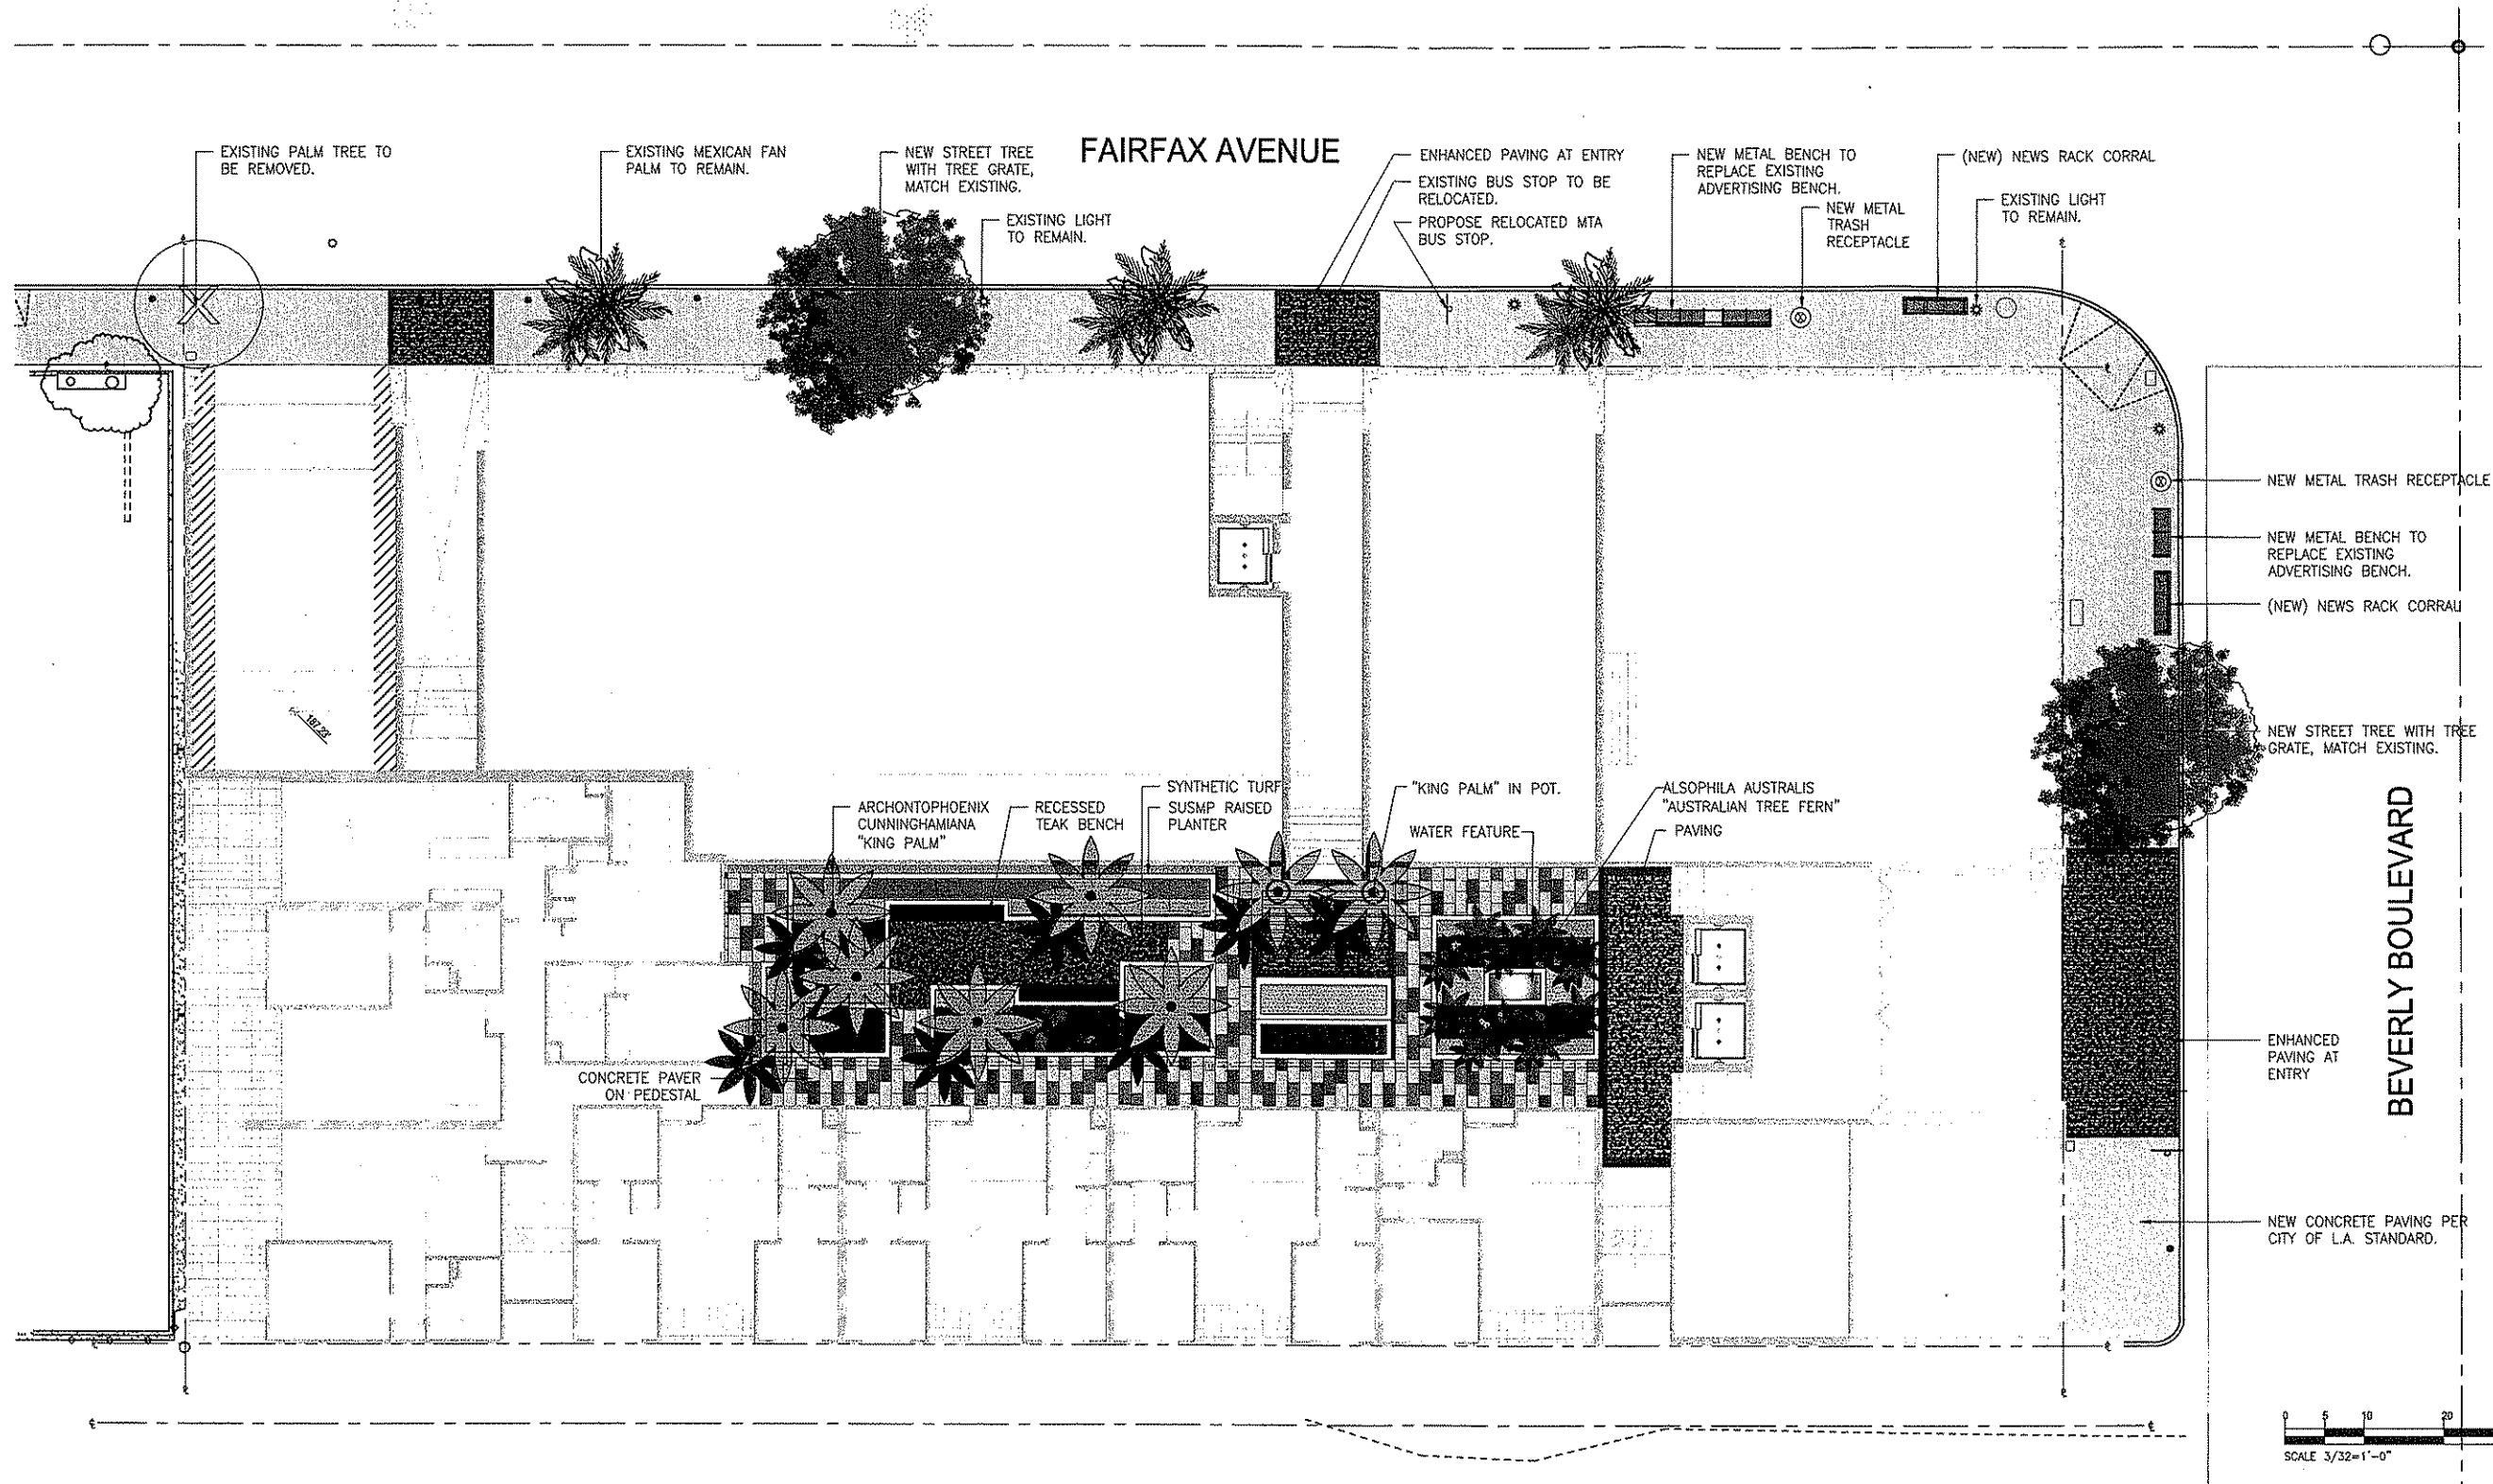 FAIRFAX AVENUE
EXISTING PALM TREE TO
BE REMOVED.
EXISTING MEXICAN FAN
PALM TO REMAIN.
NEW STREET TREE
WITH TREE GRATE,
MATCH EXISTING.
EXISTING LIGHT
TO REMAIN.
ENHANCED PAVING AT ENTRY
EXISTING BUS STOP TO BE
RELOCATED.
PROPOSE RELOCATED MTA
BUS STOP.
NEW METAL BENCH TO
REPLACE EXISTING
ADVERTISING BENCH.
NEW METAL
TRASH
RECEPTACLE
(NEW) NEWS RACK CORRAL
EXISTING LIGHT
TO REMAIN.
NEW METAL TRASH RECEPTACLE
NEW METAL BENCH TO
REPLACE EXISTING
ADVERTISING BENCH.
(NEW) NEWS RACK CORRAL
NEW STREET TREE WITH TREE
GRATE, MATCH EXISTING.
BEVERLY BOULEVARD
187.23'
ARCHONTOPHOENIX
CUNNINGHAMIANA
"KING PALM"
RECESSED
TEAK BENCH
SYNTHETIC TURF
SUSMP RAISED
PLANTER
"KING PALM" IN POT.
WATER FEATURE
ALSOPHILA AUSTRALIS
"AUSTRALIAN TREE FERN"
PAVING
CONCRETE PAVER
ON PEDESTAL
ENHANCED
PAVING AT
ENTRY
NEW CONCRETE PAVING PER
CITY OF L.A. STANDARD.
0 5 10 20
SCALE 3/32=1'-0"